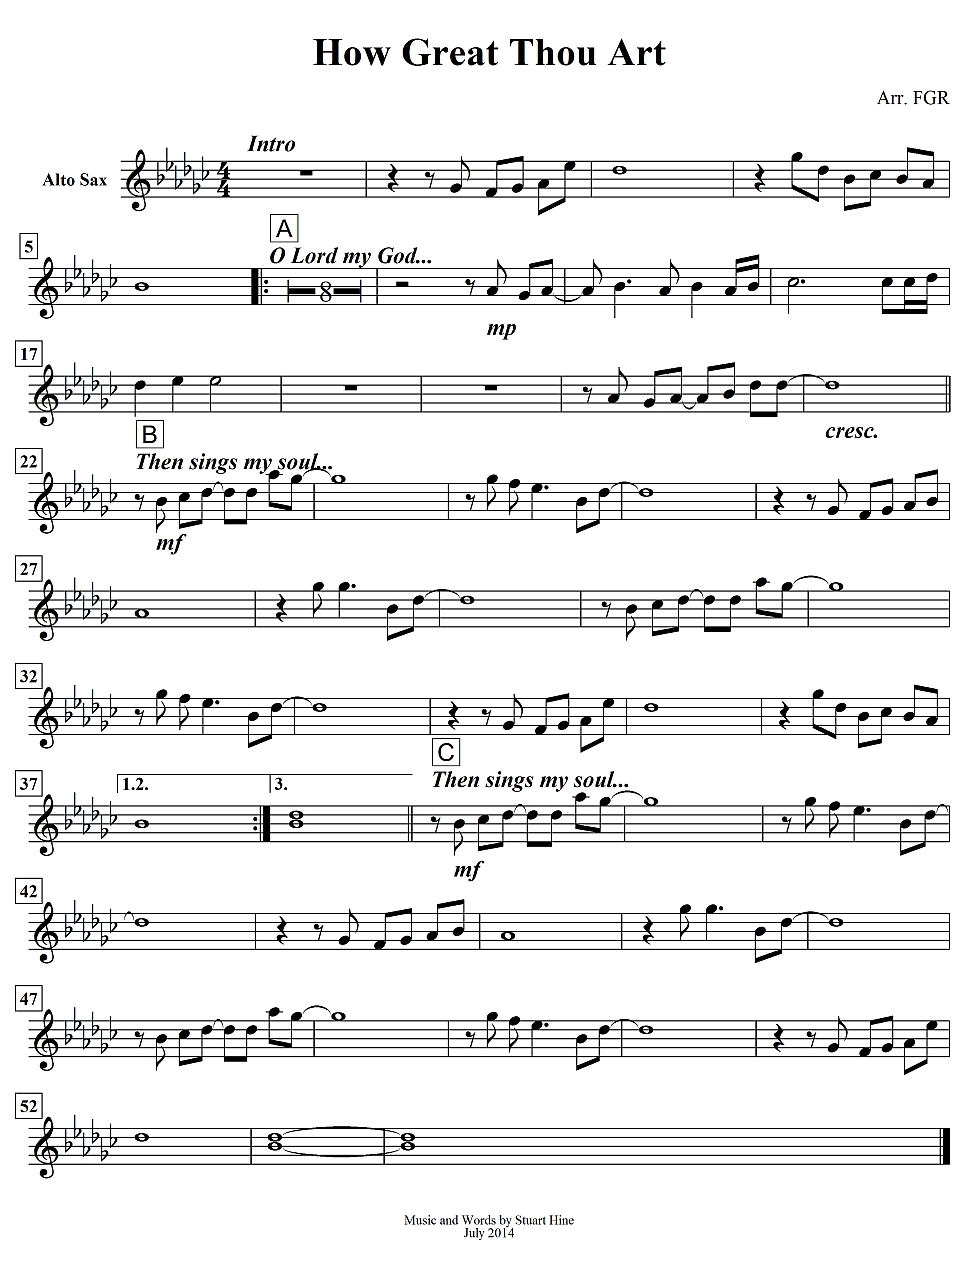 How Great Thou Art
Arr. FGR
Intro
Alto Sax
4
4
5
A
O Lord my God...
8
mp
17
cresc.
B
22
Then sings my soul...
mf
27
32
C
37
1.2.
3.
Then sings my soul...
mf
42
47
52
Music and Words by Stuart Hine
July 2014